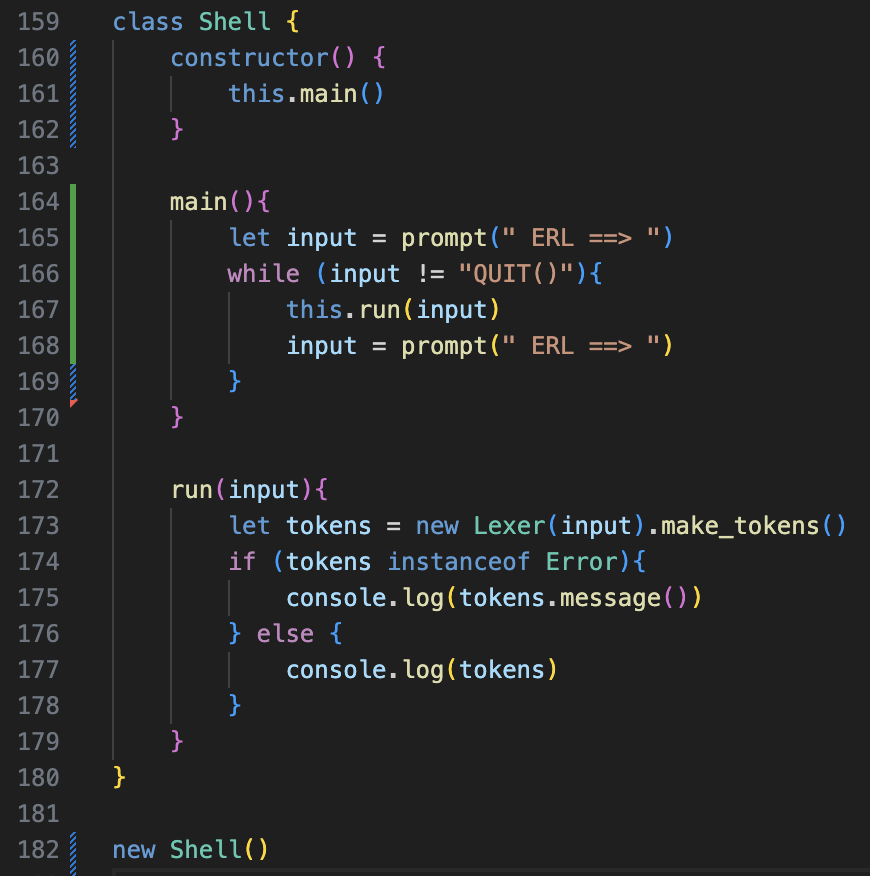 159 class Shell {
160     constructor() {
161         this.main()
162     }
163
164     main(){
165         let input = prompt(" ERL ==> ")
166         while (input != "QUIT()"){
167             this.run(input)
168             input = prompt(" ERL ==> ")
169         }
170     }
171
172     run(input){
173         let tokens = new Lexer(input).make_tokens()
174         if (tokens instanceof Error){
175             console.log(tokens.message())
176         } else {
177             console.log(tokens)
178         }
179     }
180 }
181
182 new Shell()